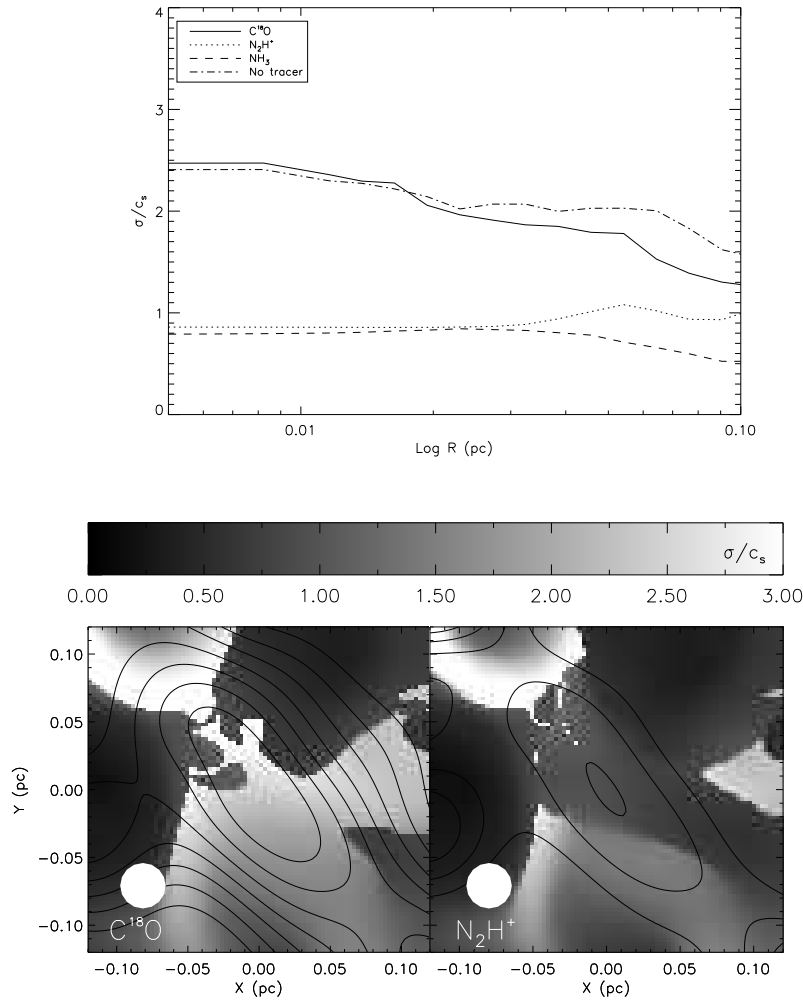 4
3
2
1
0
σ/cₛ
C¹⁸O
N₂H⁺
NH₃
No tracer
0.01 0.10
Log R (pc)
σ/cₛ
0.00 0.50 1.00 1.50 2.00 2.50 3.00
0.10
0.05
0.00
−0.05
−0.10
Y (pc)
C¹⁸O
N₂H⁺
−0.10 −0.05 0.00 0.05 0.10
−0.10 −0.05 0.00 0.05 0.10
X (pc)
X (pc)